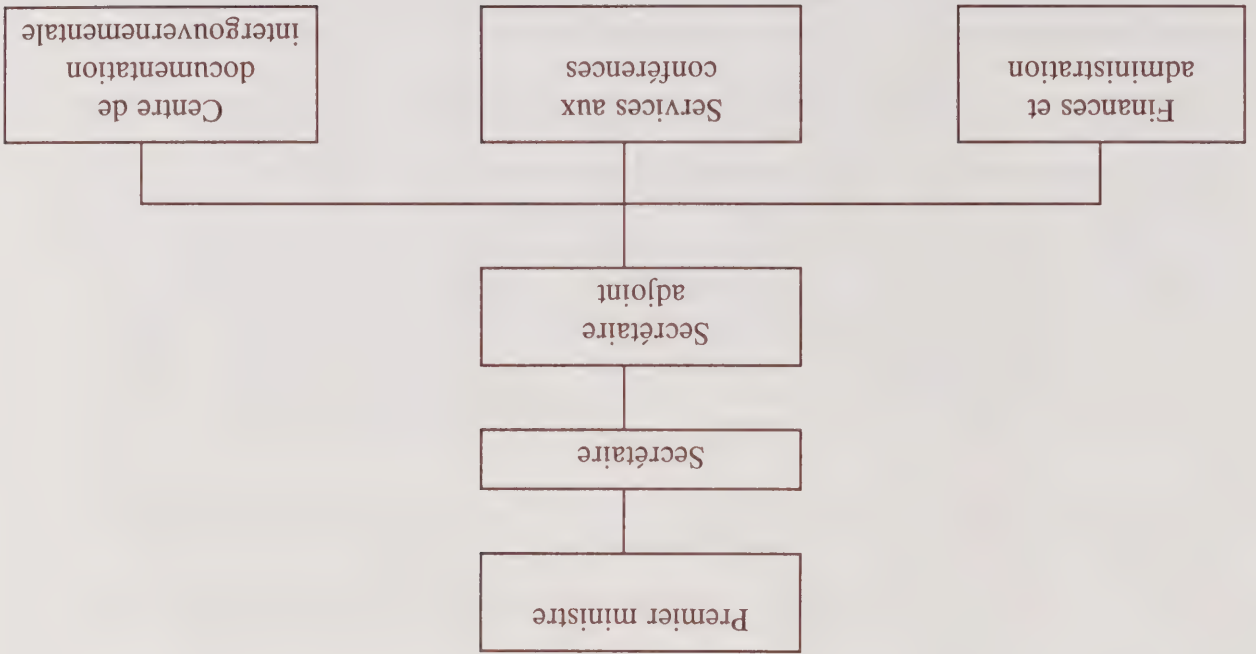 Premier ministre
Secrétaire
Secrétaire
adjoint
Finances et
administration
Services aux
conférences
Centre de
documentation
intergouvernementale